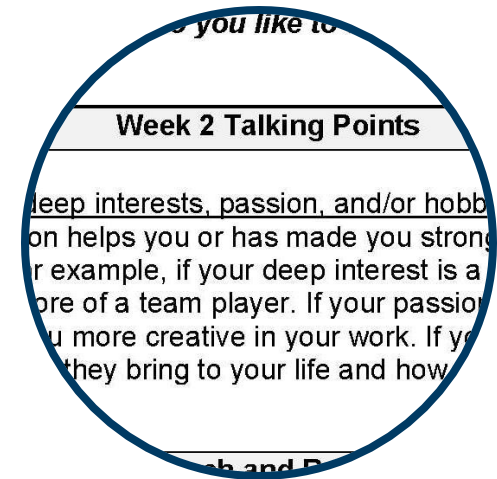 you like to
Week 2 Talking Points
deep interests, passion, and/or hobb
on helps you or has made you strong
r example, if your deep interest is a
ore of a team player. If your passion
u more creative in your work. If yo
they bring to your life and how
and